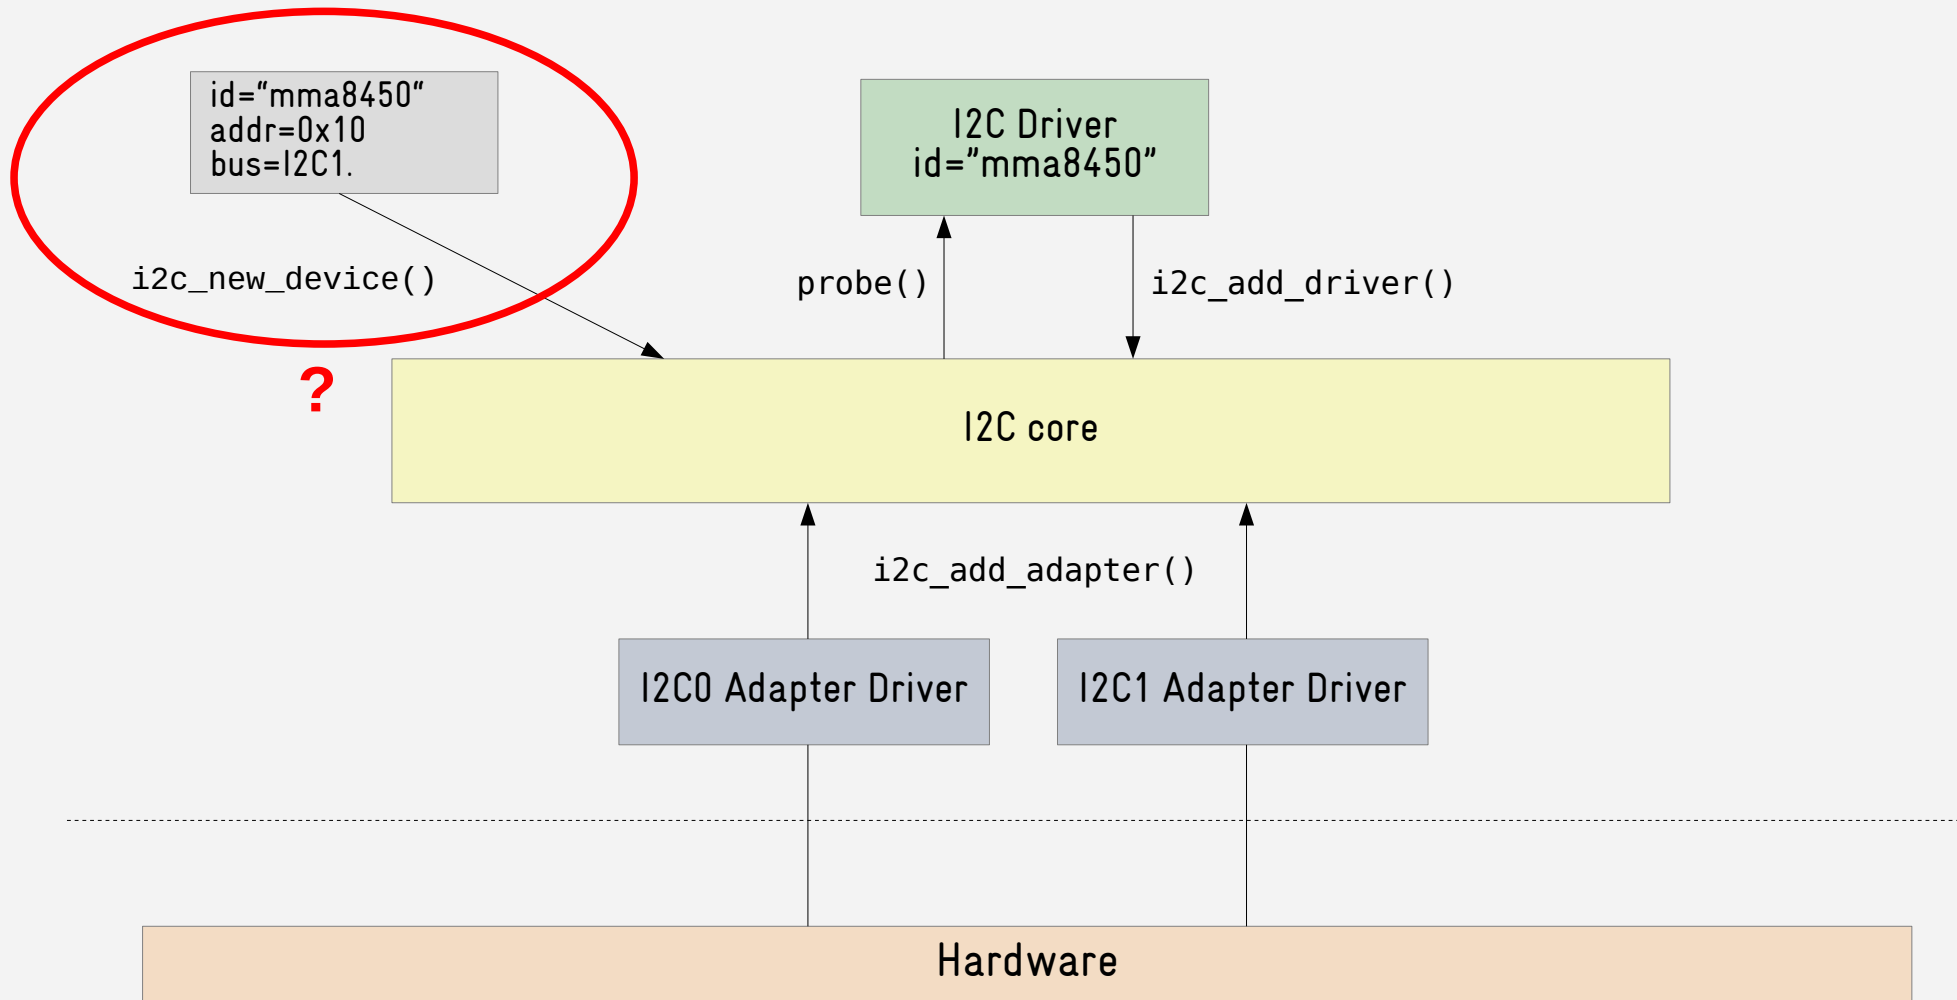 id="mma8450"
addr=0x10
bus=I2C1.
I2C Driver
id="mma8450"
i2c_new_device()
probe()
i2c_add_driver()
?
I2C core
i2c_add_adapter()
I2C0 Adapter Driver
I2C1 Adapter Driver
Hardware